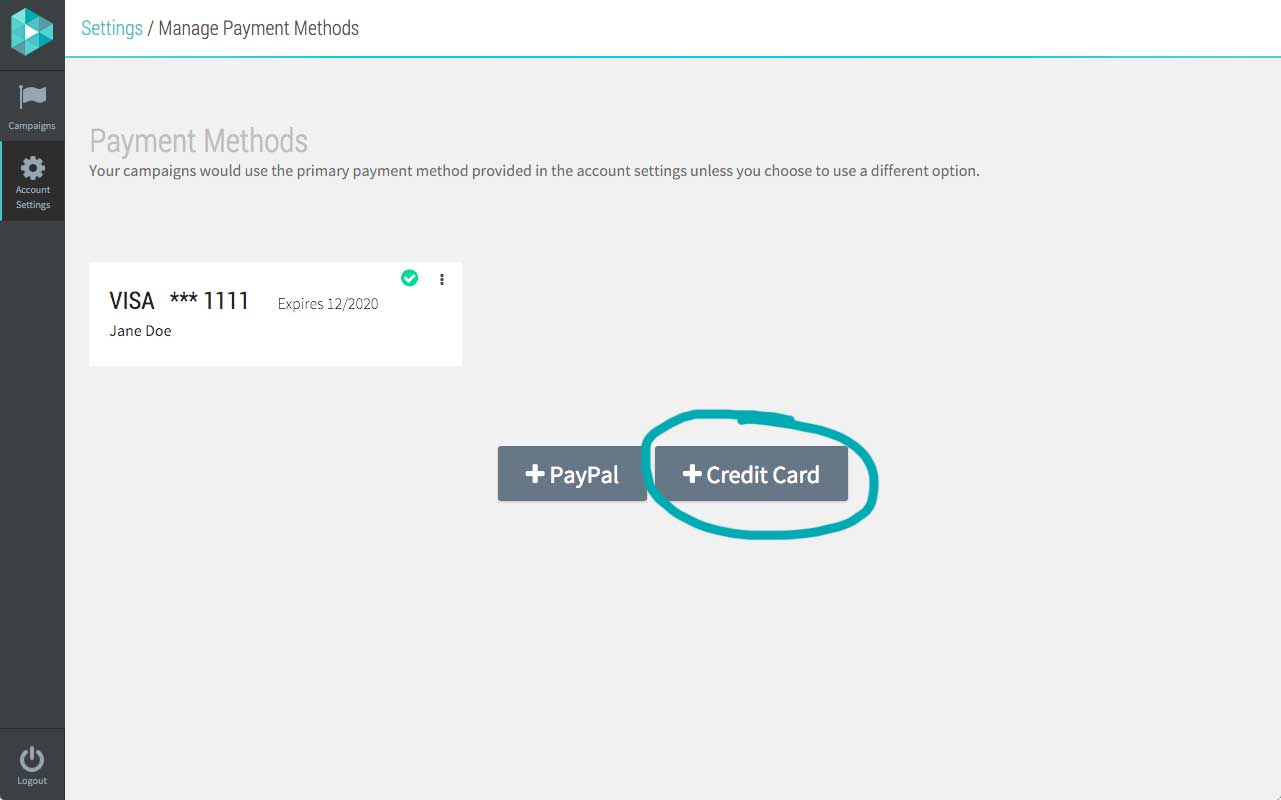 Settings / Manage Payment Methods
Campaigns
Account
Settings
Payment Methods
Your campaigns would use the primary payment method provided in the account settings unless you choose to use a different option.
VISA *** 1111 Expires 12/2020
Jane Doe
+ PayPal + Credit Card
Logout